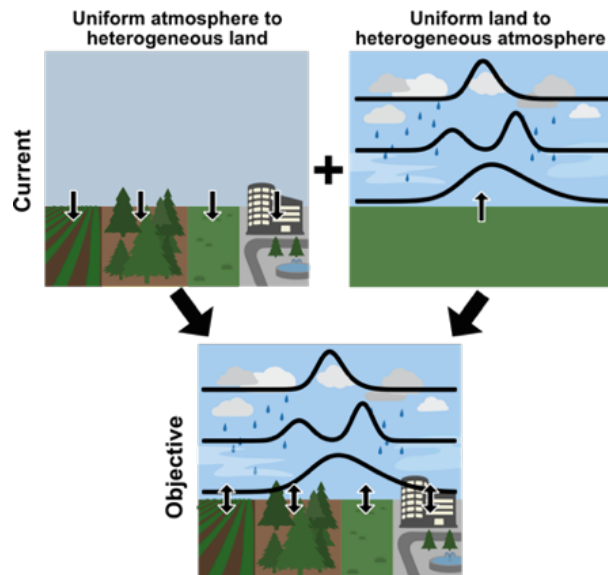 Uniform atmosphere to
heterogeneous land
Uniform land to
heterogeneous atmosphere
Current
+
Objective